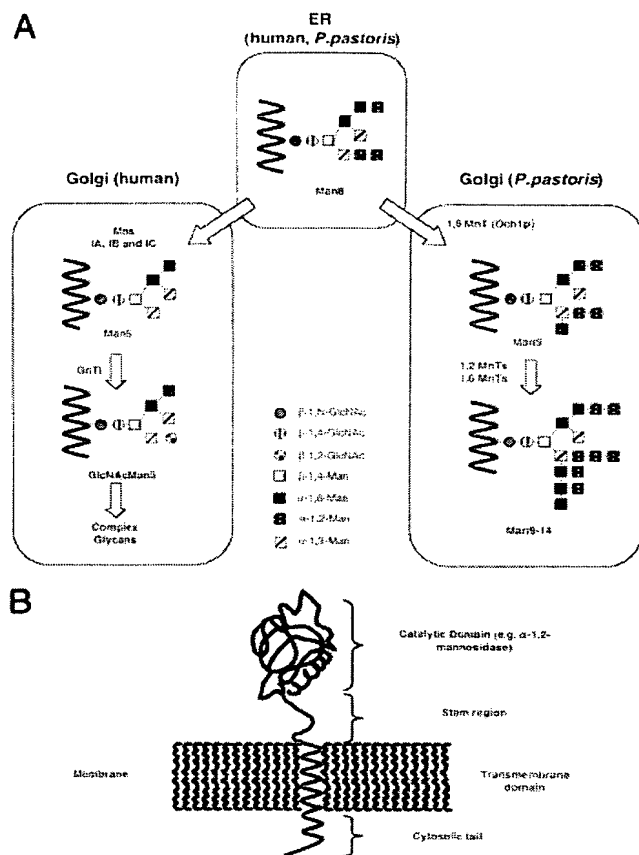 A
ER
(human, P.pastoris)
Man8
Golgi (human)
Mns
IA, IB and IC
Man5
GnTI
GlcNAcMan5
Complex
Glycans
β-1,N-GlcNAc
β-1,4-GlcNAc
β-1,2-GlcNAc
β-1,4-Man
α-1,6-Man
α-1,2-Man
α-1,3-Man
Golgi (P.pastoris)
1,6 MnT (Och1p)
Man9
1,2 MnTs
1,6 MnTs
Man9-14
B
Catalytic Domain (e.g. α-1,2-
mannosidase)
Stem region
Membrane
Transmembrane
domain
Cytosolic tail